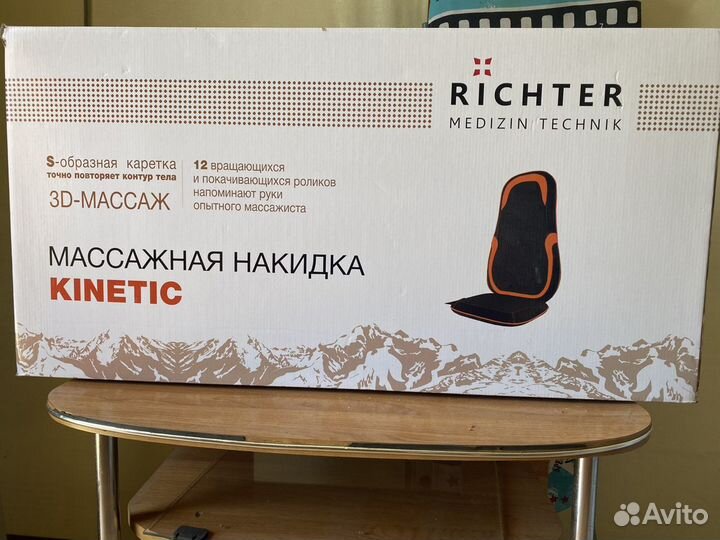 RICHTER
MEDIZIN TECHNIK
S-образная каретка
точно повторяет контур тела
3D-МАССАЖ
12 вращающихся
и покачивающихся роликов
напоминают руки
опытного массажиста
МАССАЖНАЯ НАКИДКА
KINETIC
Avito